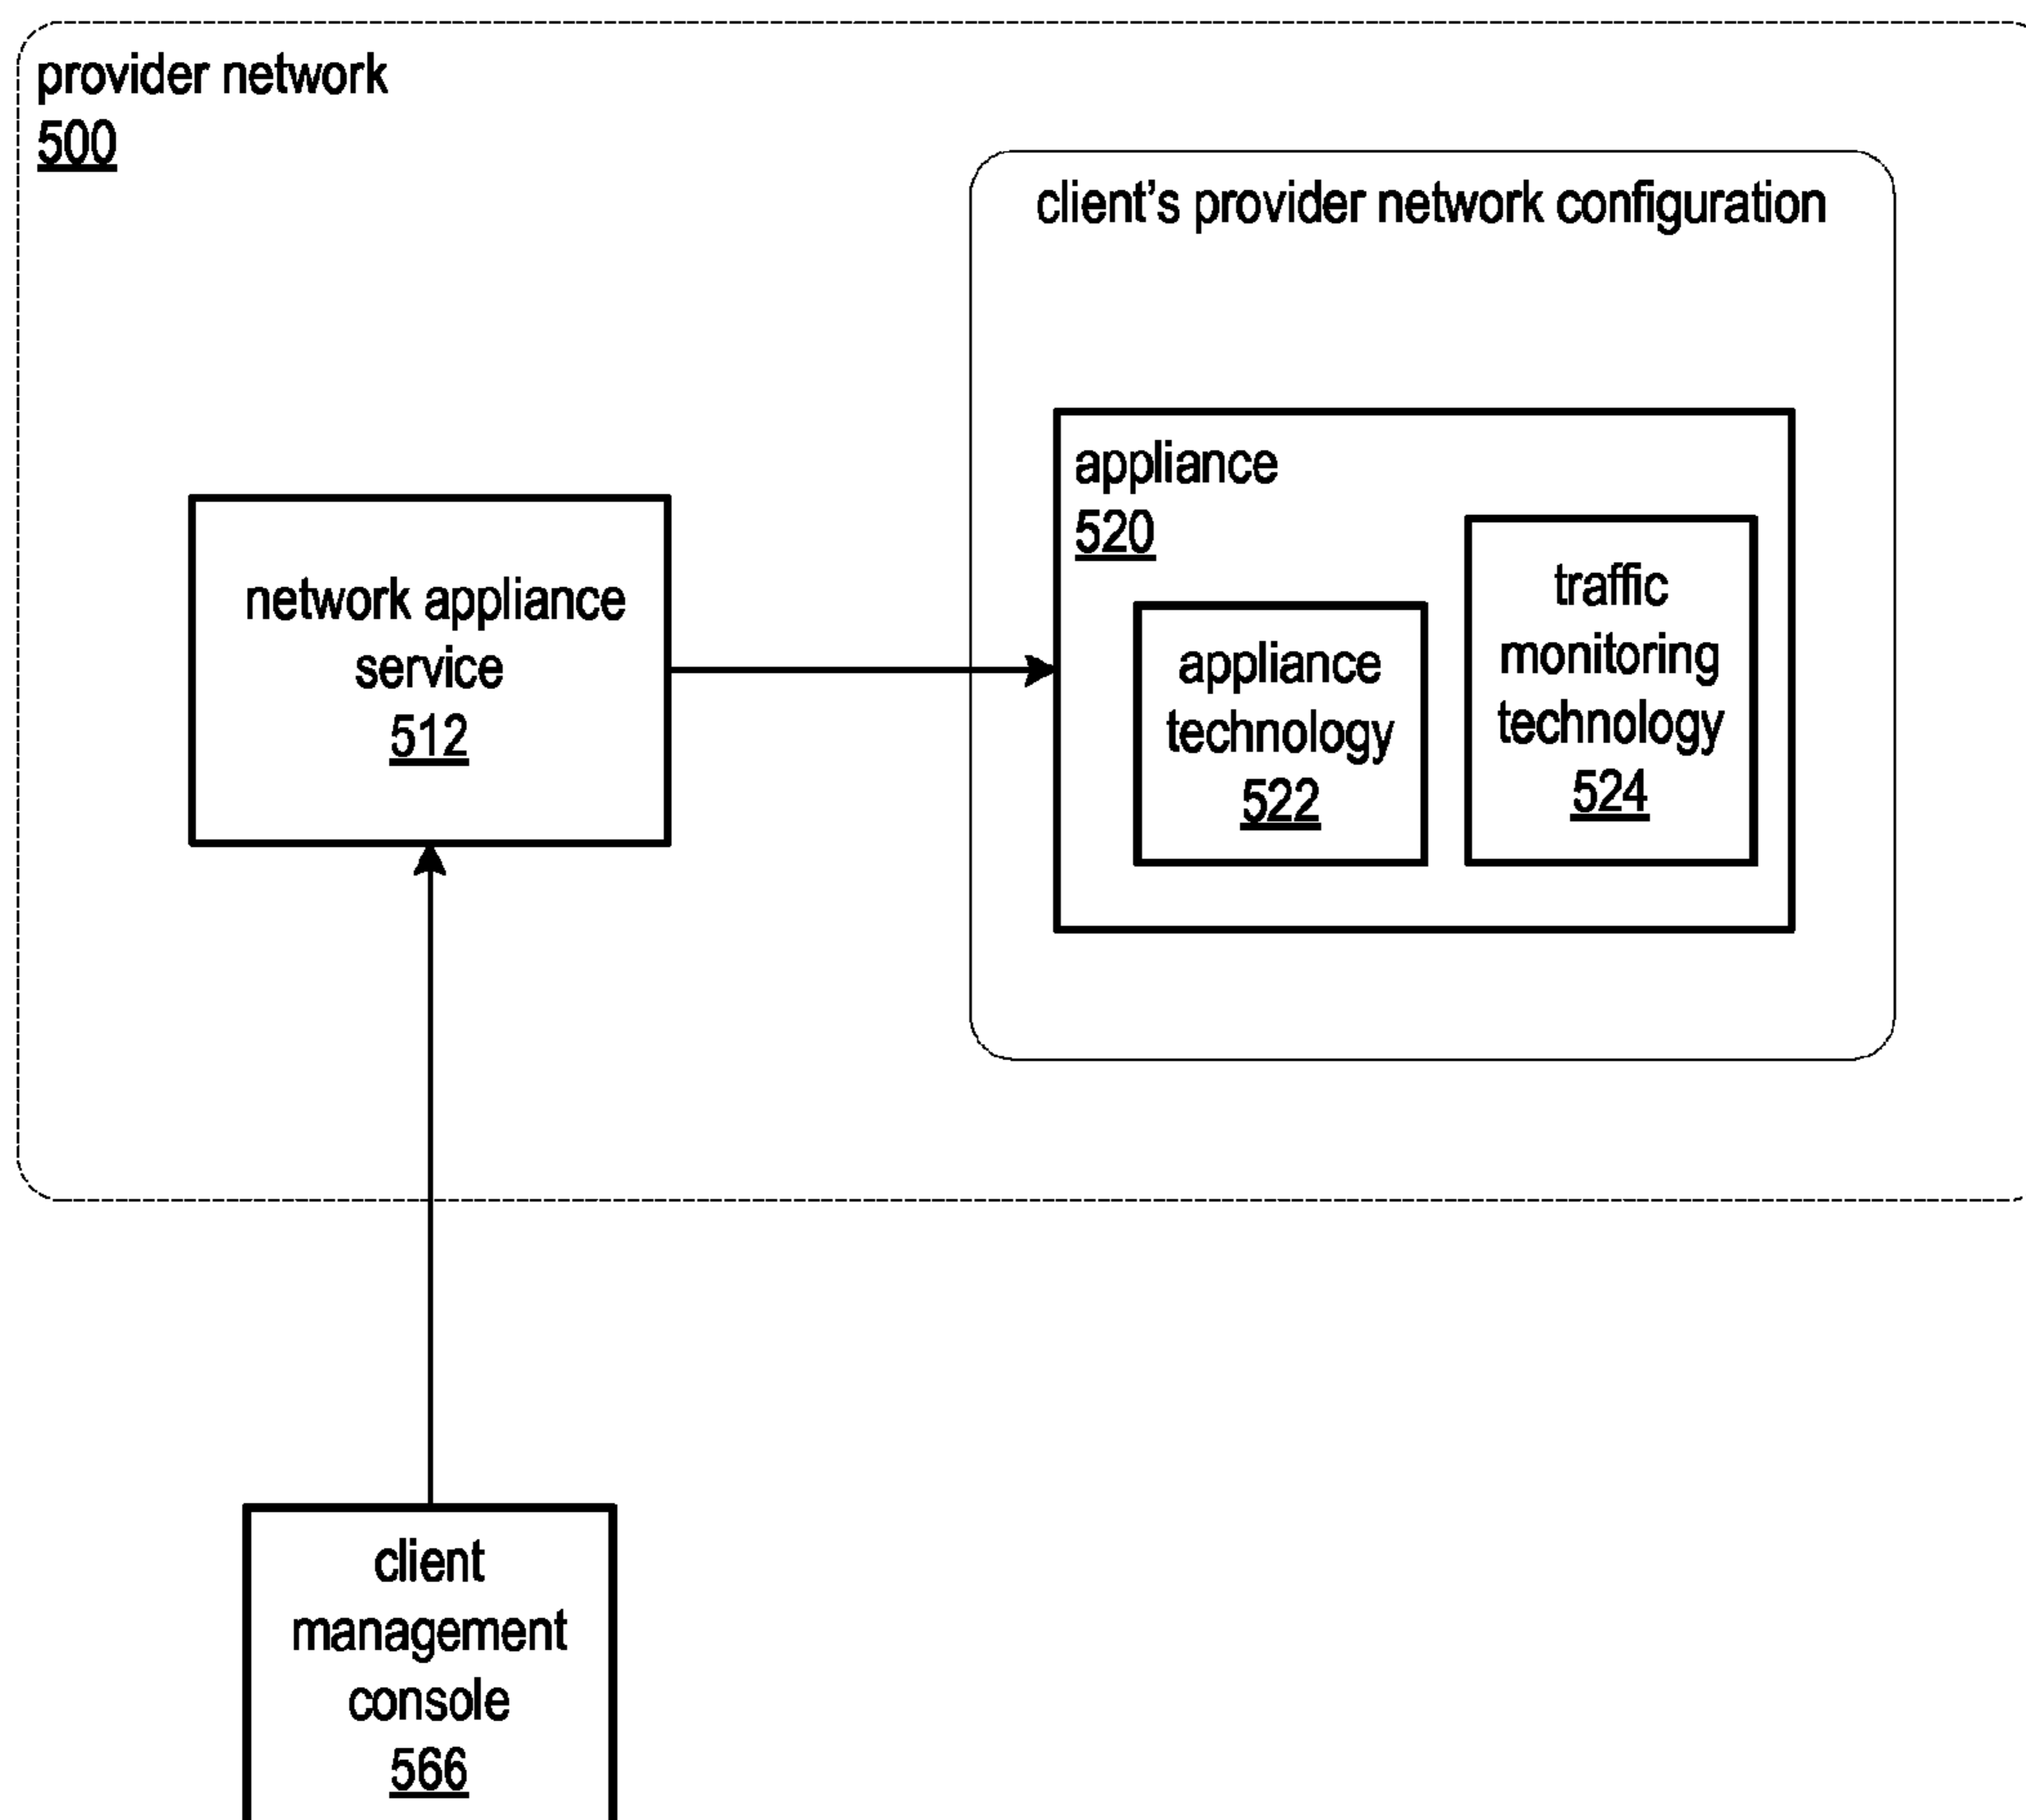 provider network
500
client's provider network configuration
appliance
520
network appliance
service
512
appliance
technology
522
traffic
monitoring
technology
524
client
management
console
566